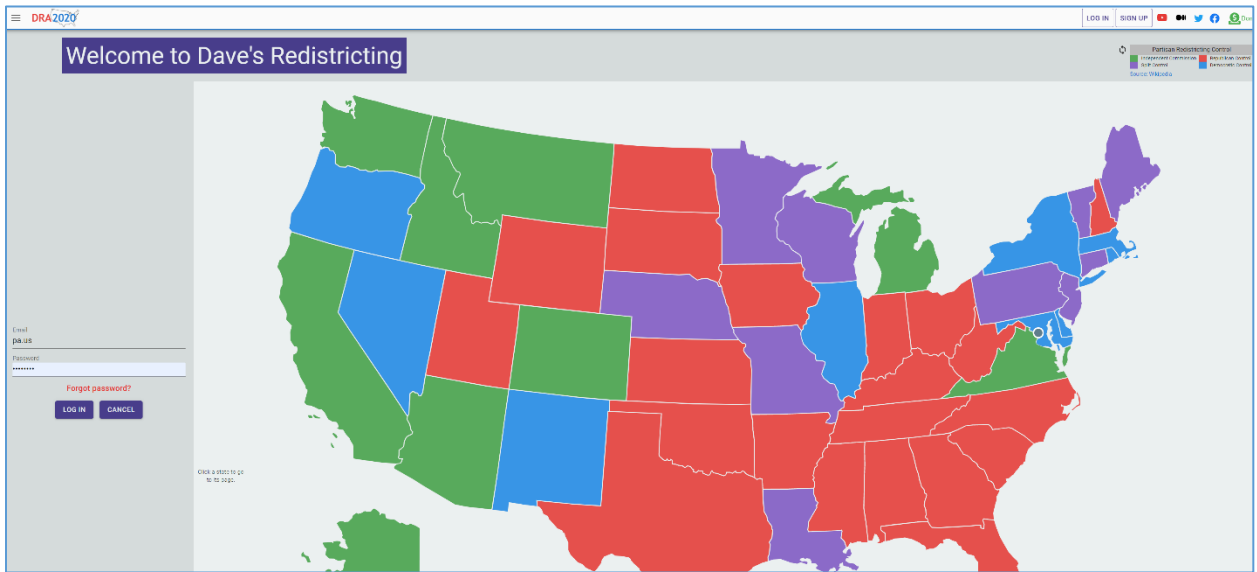 DRA2020
LOG IN
SIGN UP
Welcome to Dave's Redistricting
Partisan Redistricting Control
Independent Commission
Republican Control
Split Control
Democratic Control
Source: Wikipedia
Email
pa.us
Password
••••••••
Forgot password?
LOG IN
CANCEL
Click a state to go
to its page.